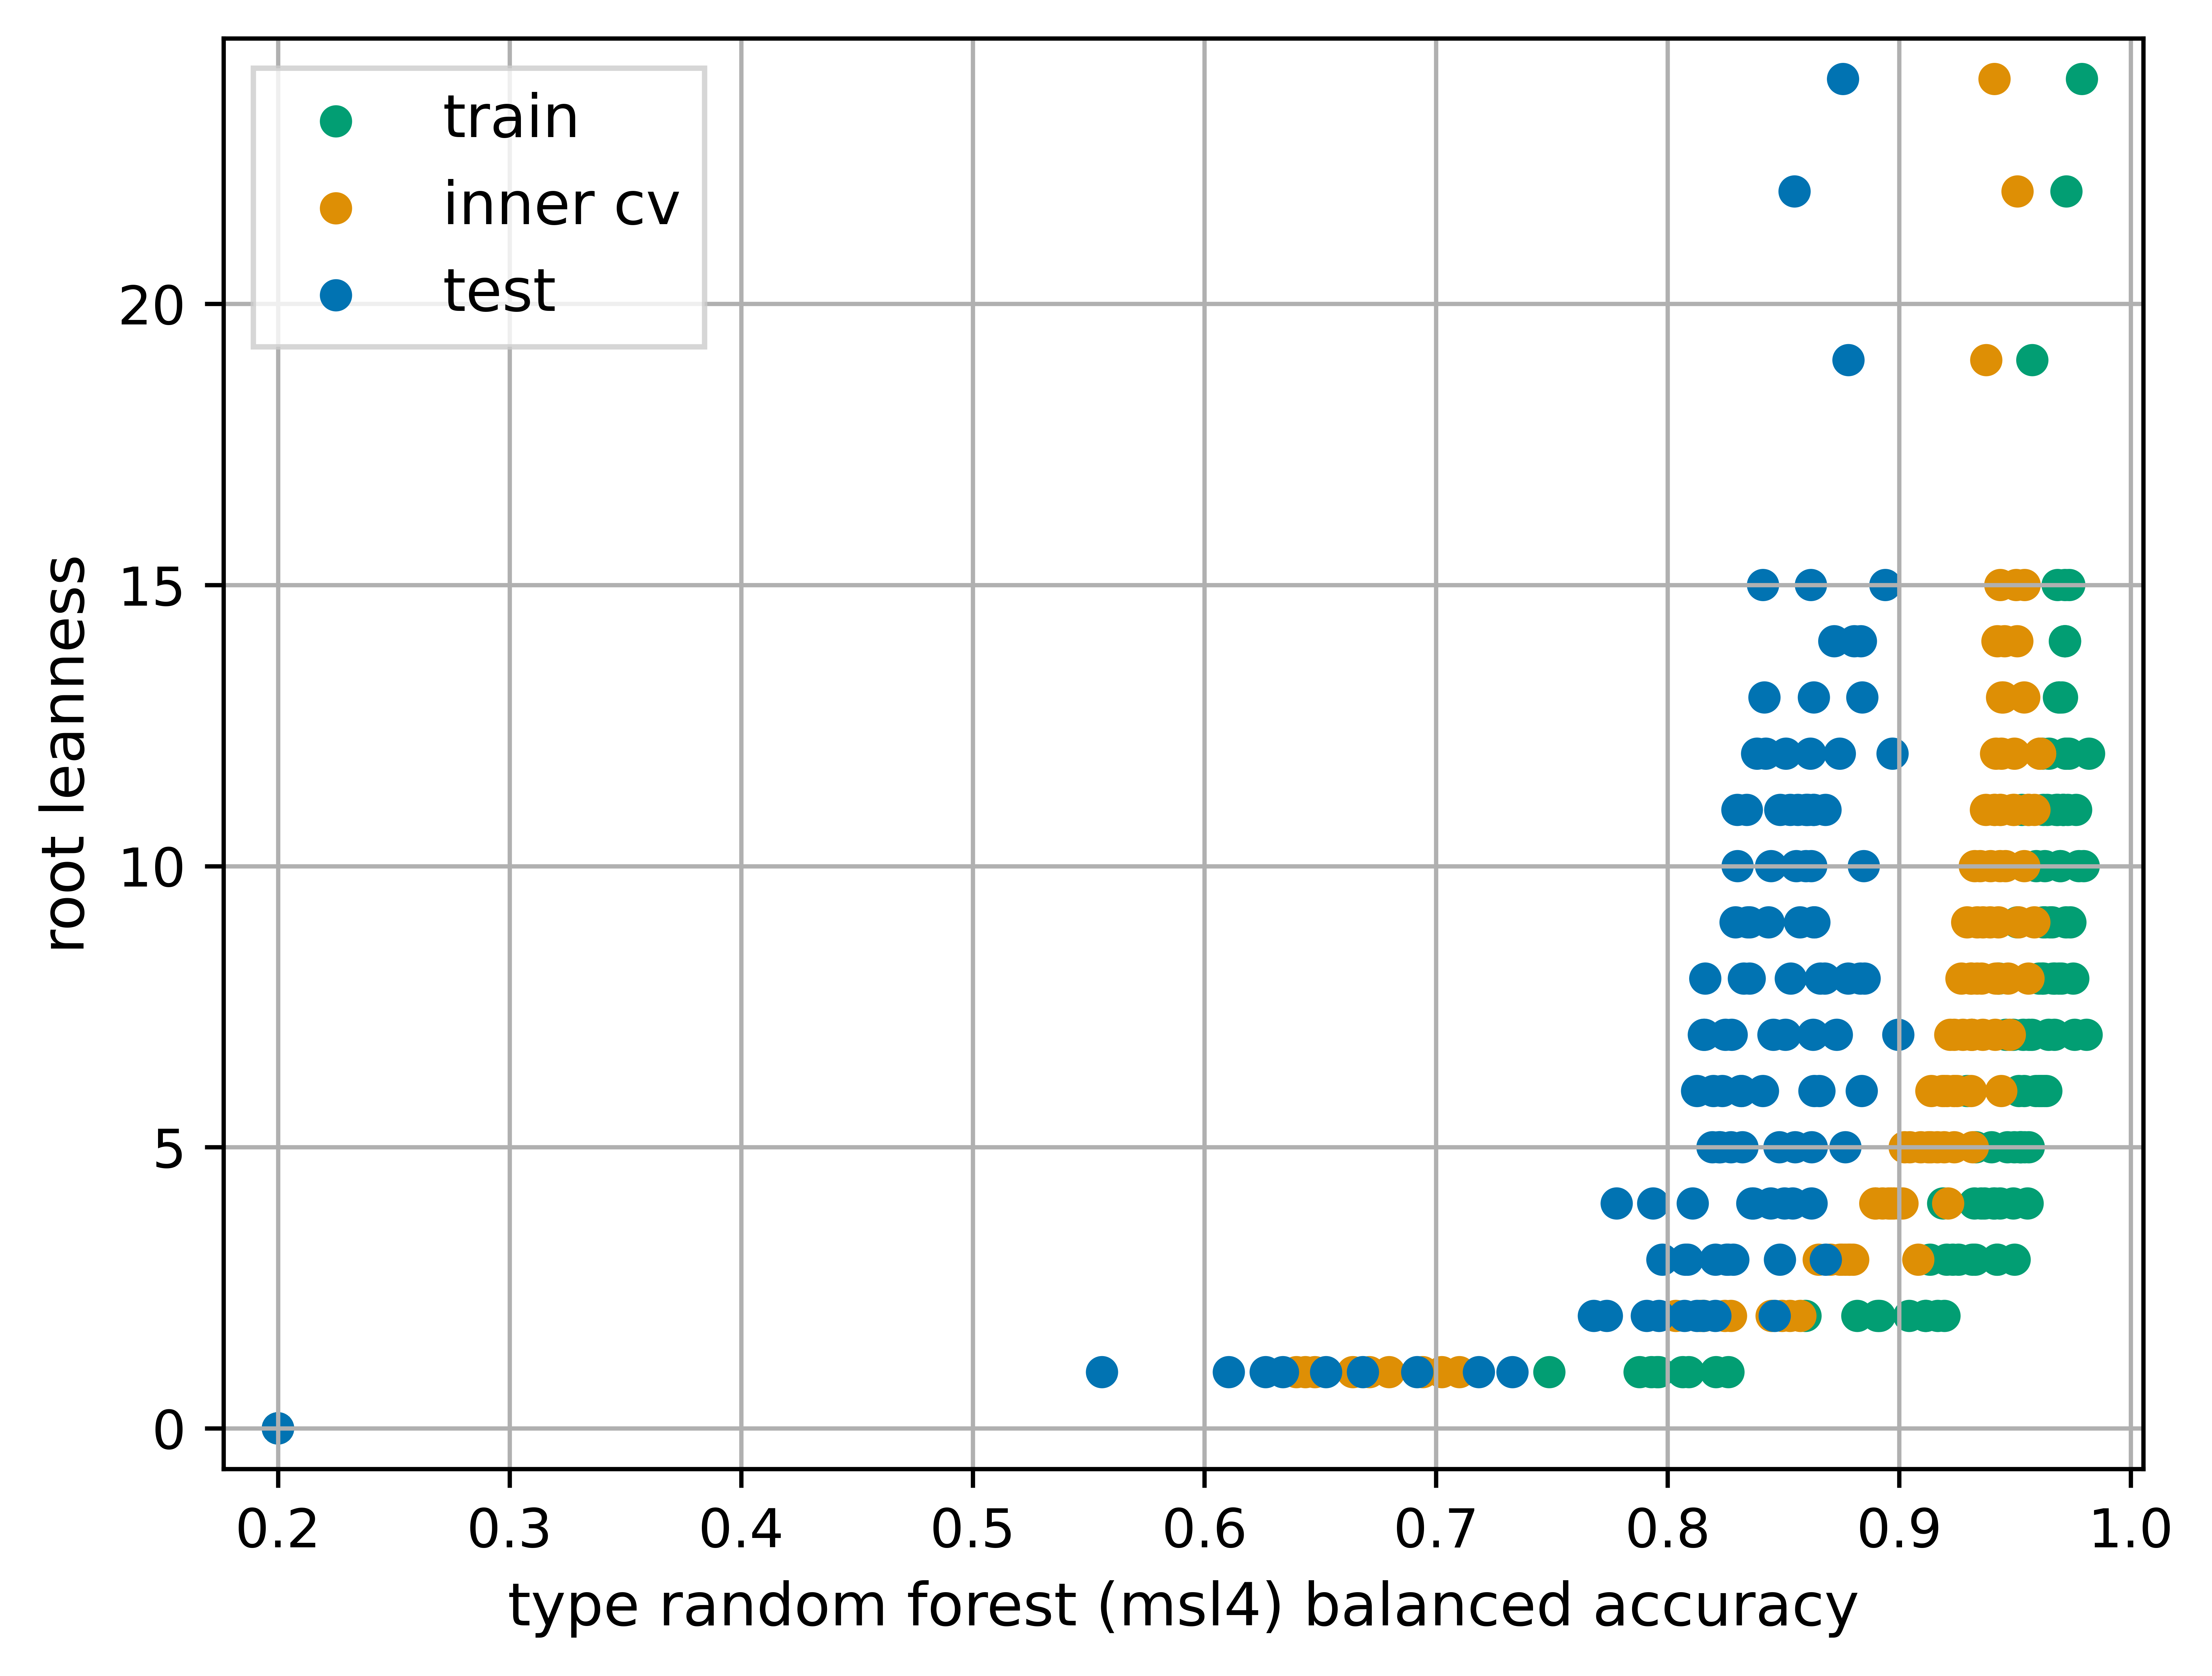 train
inner cv
test
20
15
10
5
0
root leanness
0.2 0.3 0.4 0.5 0.6 0.7 0.8 0.9 1.0
type random forest (msl4) balanced accuracy